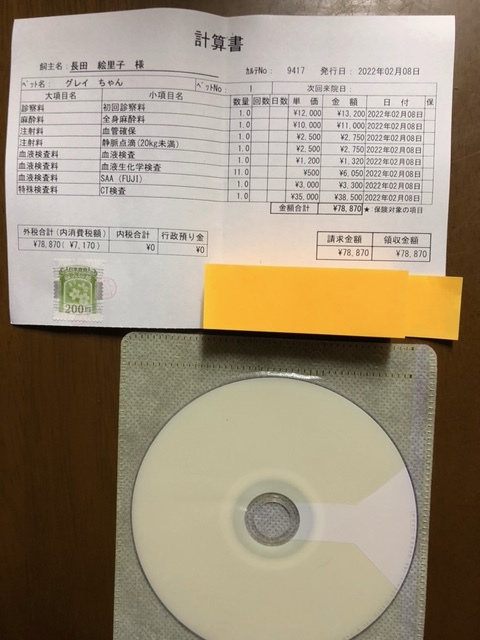 計算書
飼主名：長田 絵里子 様 ｶﾙﾃNo 9417 発行日：2022年02月08日
ペット名： グレイ ちゃん ペットNo 1 次回来院日：
大項目名 小項目名 数量 回数 日数 単 価 金 額 日 付 保
診察料 初回診察料 1.0 ¥12,000 ¥13,200 2022年02月08日
麻酔料 全身麻酔料 1.0 ¥10,000 ¥11,000 2022年02月08日
注射料 血管確保 1.0 ¥2,500 ¥2,750 2022年02月08日
注射料 静脈点滴(20kg未満) 1.0 ¥2,500 ¥2,750 2022年02月08日
血液検査料 血液検査 1.0 ¥1,200 ¥1,320 2022年02月08日
血液検査料 血液生化学検査 11.0 ¥500 ¥6,050 2022年02月08日
血液検査料 SAA (FUJI) 1.0 ¥3,000 ¥3,300 2022年02月08日
特殊検査料 CT検査 1.0 ¥35,000 ¥38,500 2022年02月08日
金額合計 ¥78,870 ★:保険対象の項目
外税合計(内消費税額) 内税合計 行政預り金 請求金額 領収金額
¥78,870( ¥7,170) ¥0 ¥0 ¥78,870 ¥78,870
200円